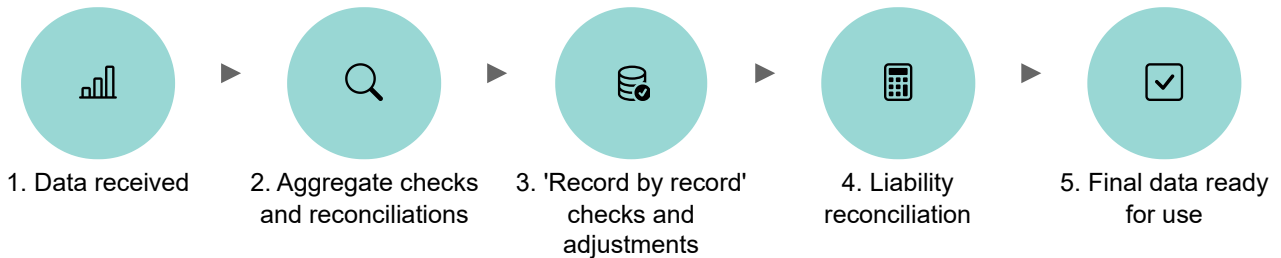 1. Data received
2. Aggregate checks
and reconciliations
3. 'Record by record'
checks and
adjustments
4. Liability
reconciliation
5. Final data ready
for use